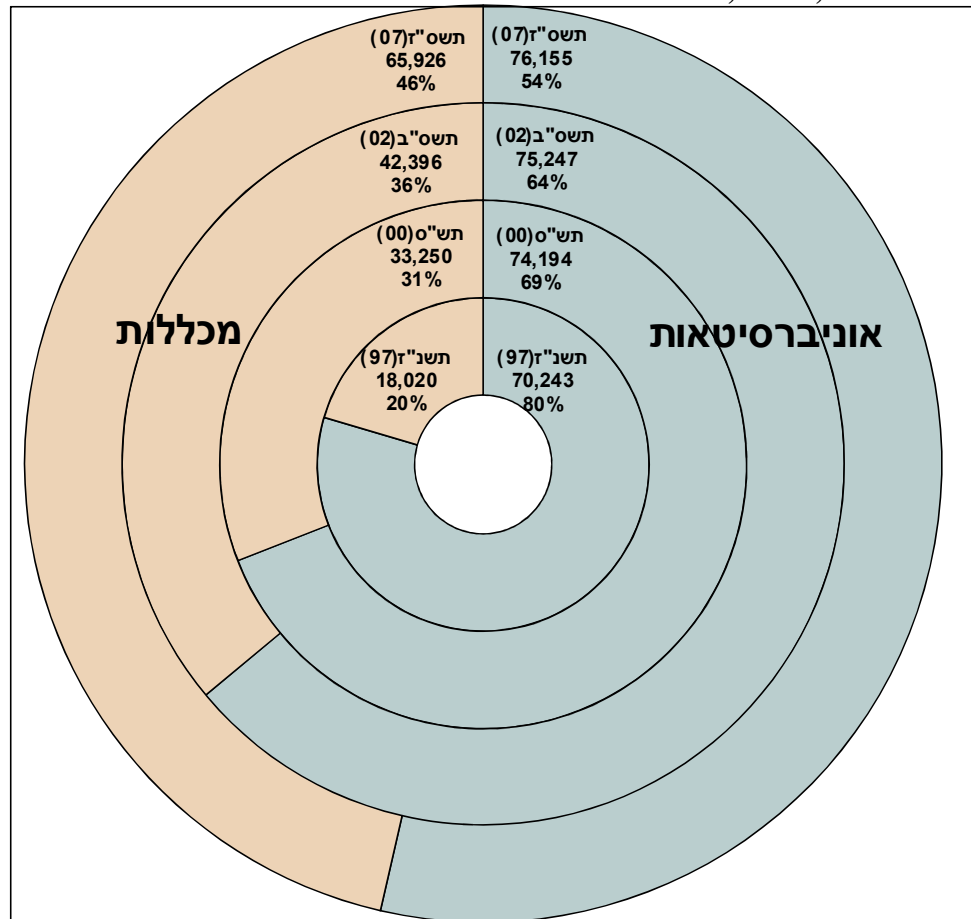 תשס"ז (07)
76,155
54%
תשס"ז (07)
65,926
46%
תשס"ב (02)
75,247
64%
תשס"ב (02)
42,396
36%
תש"ס (00)
74,194
69%
תש"ס (00)
33,250
31%
אוניברסיטאות
מכללות
תשנ"ז (97)
70,243
80%
תשנ"ז (97)
18,020
20%